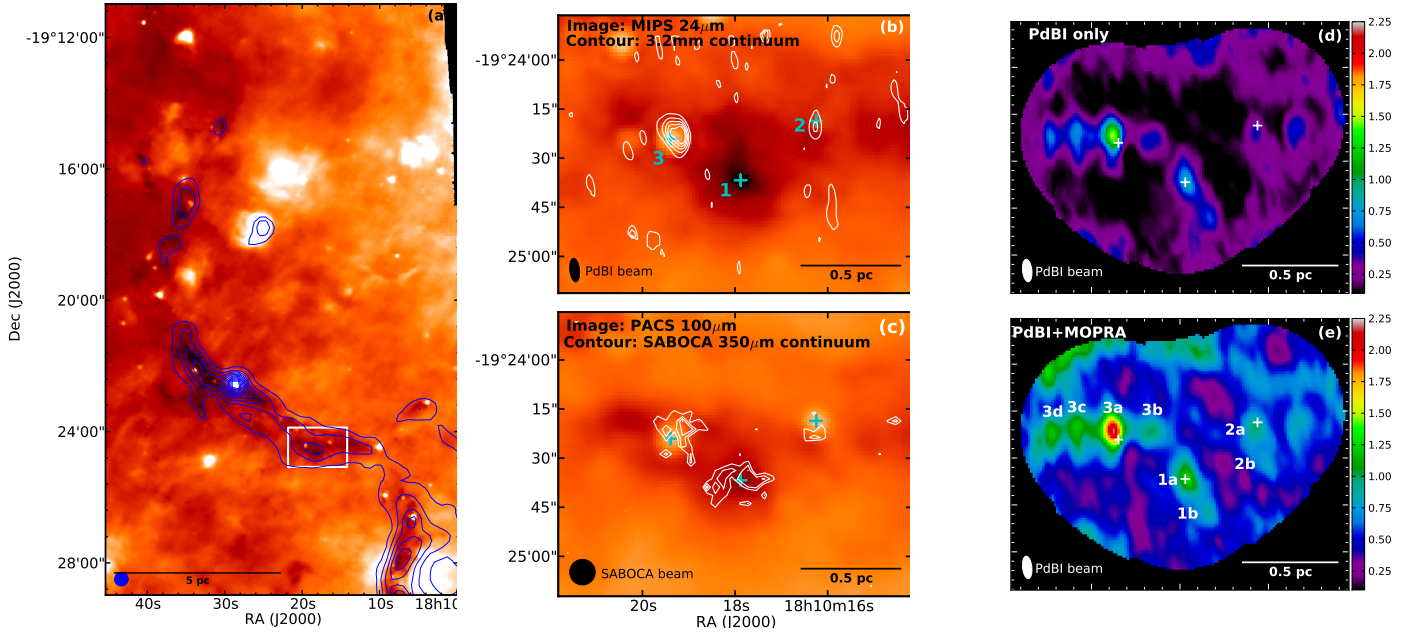 (a)
-19°12'00"
16'00"
20'00"
24'00"
28'00"
Dec (J2000)
5 pc
40s 30s 20s 10s 18h10
RA (J2000)
Image: MIPS 24μm (b)
Contour: 3.2mm continuum
-19°24'00"
15"
30"
45"
25'00"
2
3
1
PdBI beam
0.5 pc
Image: PACS 100μm (c)
Contour: SABOCA 350μm continuum
-19°24'00"
15"
30"
45"
25'00"
SABOCA beam
0.5 pc
20s 18s 18h10m16s
RA (J2000)
PdBI only (d)
PdBI beam
0.5 pc
2.25
2.00
1.75
1.50
1.25
1.00
0.75
0.50
0.25
PdBI+MOPRA (e)
3d 3c 3a 3b
2a
2b
1a
1b
PdBI beam
0.5 pc
2.25
2.00
1.75
1.50
1.25
1.00
0.75
0.50
0.25